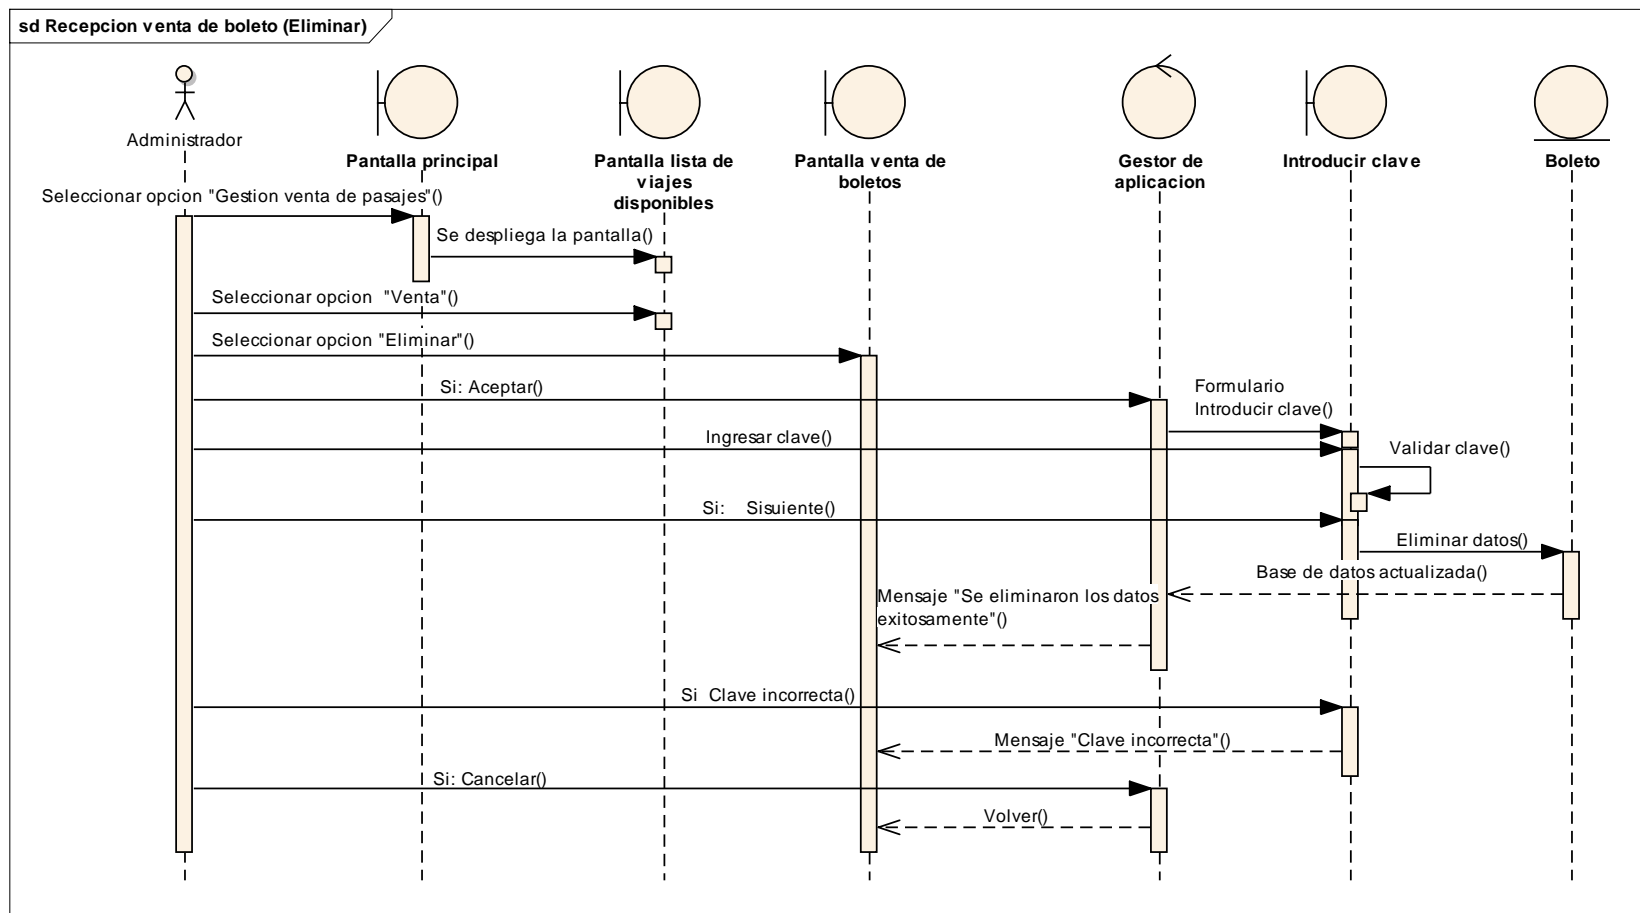 sd Recepcion venta de boleto (Eliminar)
Administrador
Pantalla principal
Pantalla lista de
viajes
disponibles
Pantalla venta de
boletos
Gestor de
aplicacion
Introducir clave
Boleto
Seleccionar opcion "Gestion venta de pasajes"()
Se despliega la pantalla()
Seleccionar opcion "Venta"()
Seleccionar opcion "Eliminar"()
Si: Aceptar()
Formulario
Introducir clave()
Ingresar clave()
Validar clave()
Si: Sisuiente()
Eliminar datos()
Base de datos actualizada()
Mensaje "Se eliminaron los datos
exitosamente"()
Si Clave incorrecta()
Mensaje "Clave incorrecta"()
Si: Cancelar()
Volver()